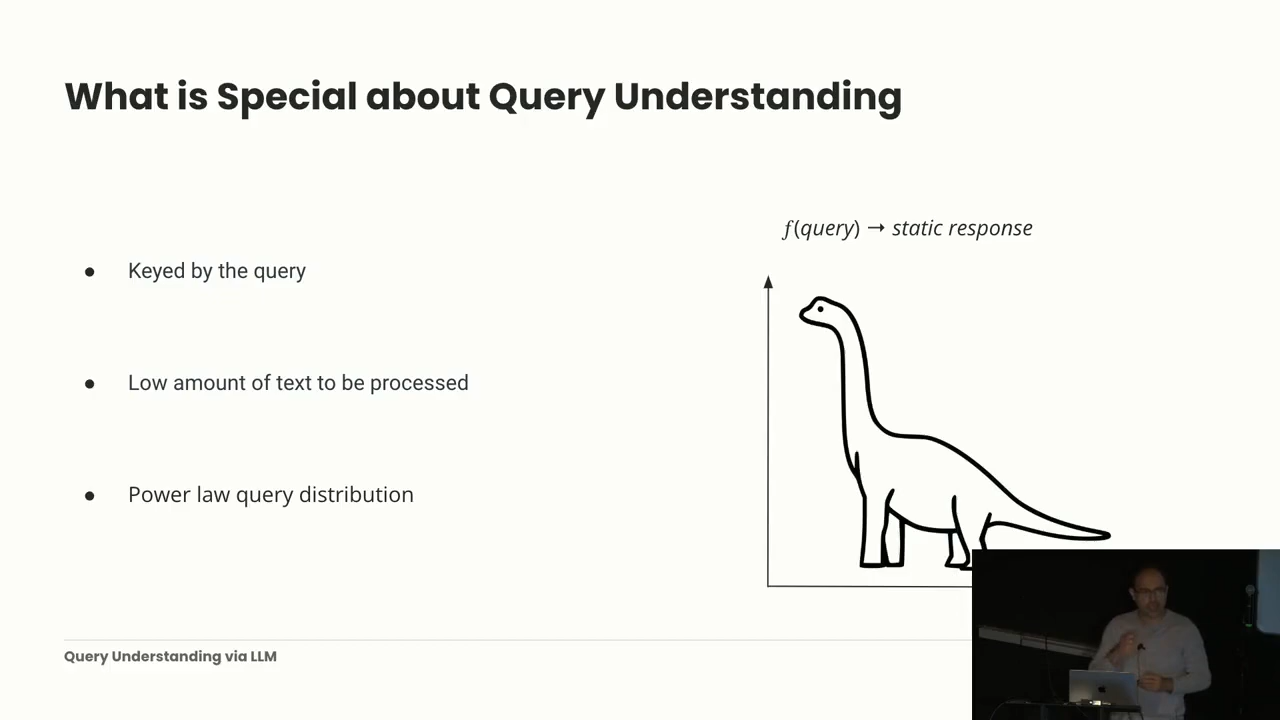 What is Special about Query Understanding
● Keyed by the query
● Low amount of text to be processed
● Power law query distribution
f(query) → static response
Query Understanding via LLM